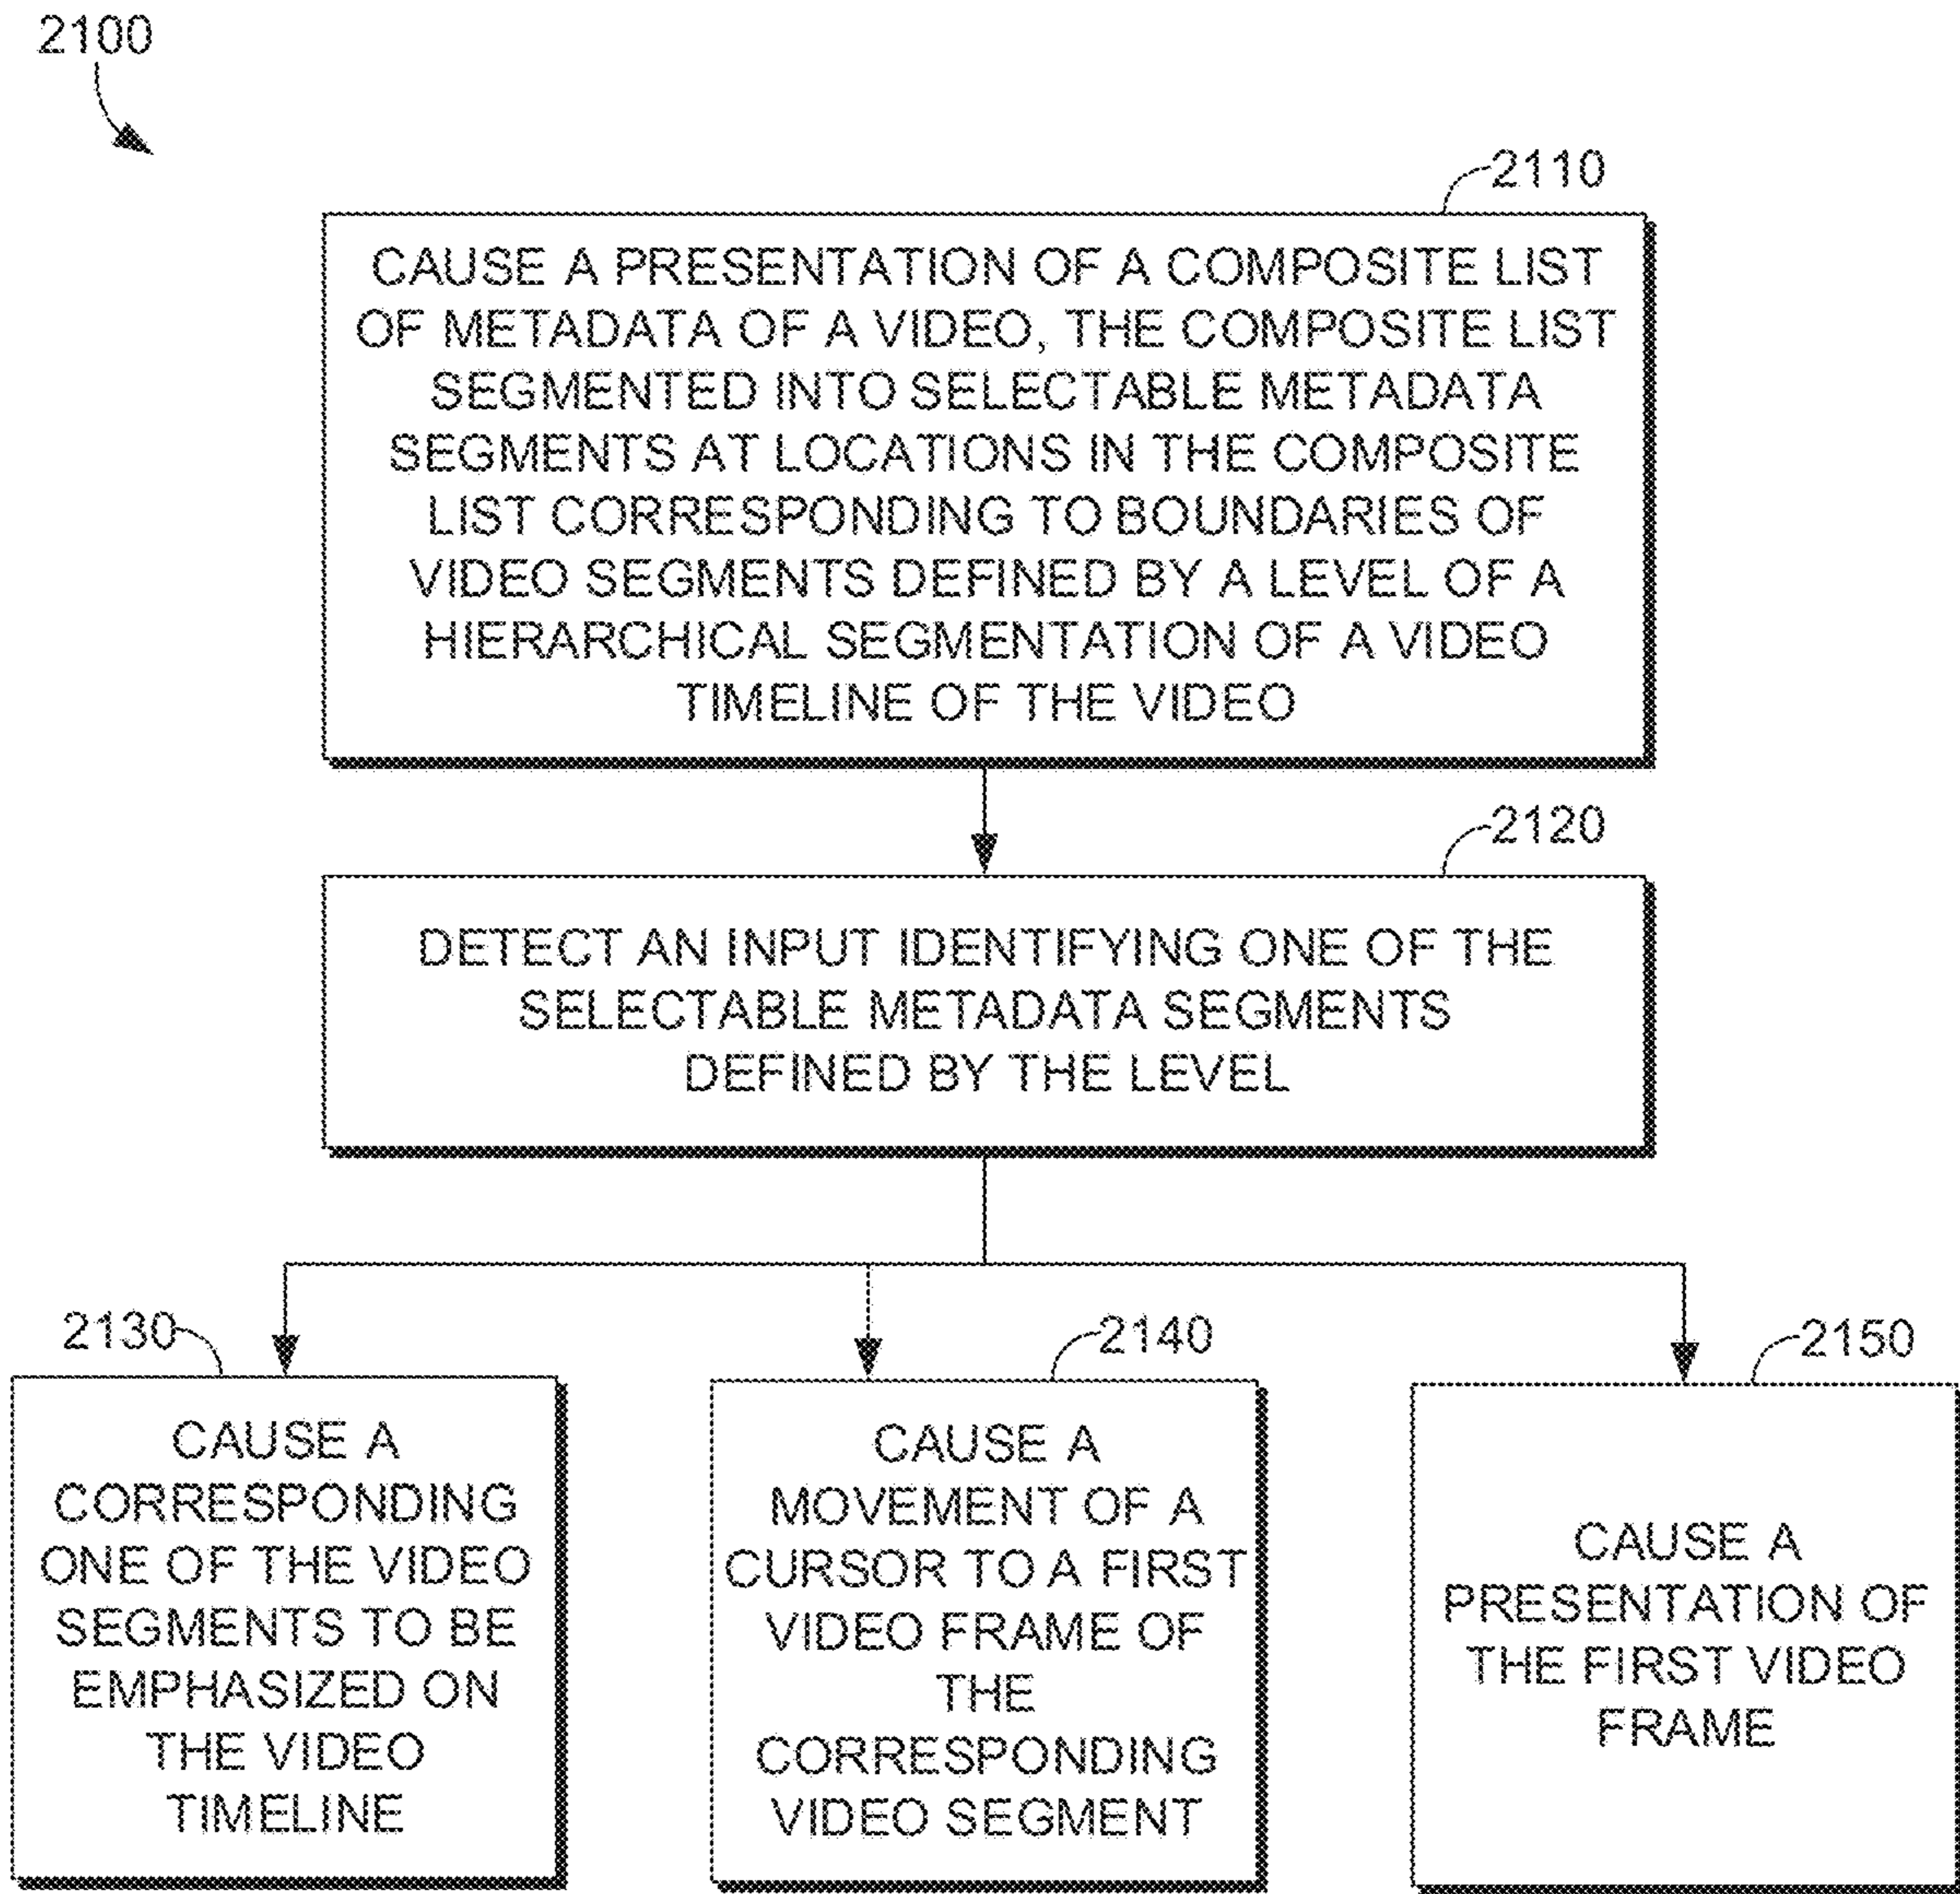 2100
2110
CAUSE A PRESENTATION OF A COMPOSITE LIST
OF METADATA OF A VIDEO, THE COMPOSITE LIST
SEGMENTED INTO SELECTABLE METADATA
SEGMENTS AT LOCATIONS IN THE COMPOSITE
LIST CORRESPONDING TO BOUNDARIES OF
VIDEO SEGMENTS DEFINED BY A LEVEL OF A
HIERARCHICAL SEGMENTATION OF A VIDEO
TIMELINE OF THE VIDEO
2120
DETECT AN INPUT IDENTIFYING ONE OF THE
SELECTABLE METADATA SEGMENTS
DEFINED BY THE LEVEL
2130
CAUSE A
CORRESPONDING
ONE OF THE VIDEO
SEGMENTS TO BE
EMPHASIZED ON
THE VIDEO
TIMELINE
2140
CAUSE A
MOVEMENT OF A
CURSOR TO A FIRST
VIDEO FRAME OF
THE
CORRESPONDING
VIDEO SEGMENT
2150
CAUSE A
PRESENTATION OF
THE FIRST VIDEO
FRAME